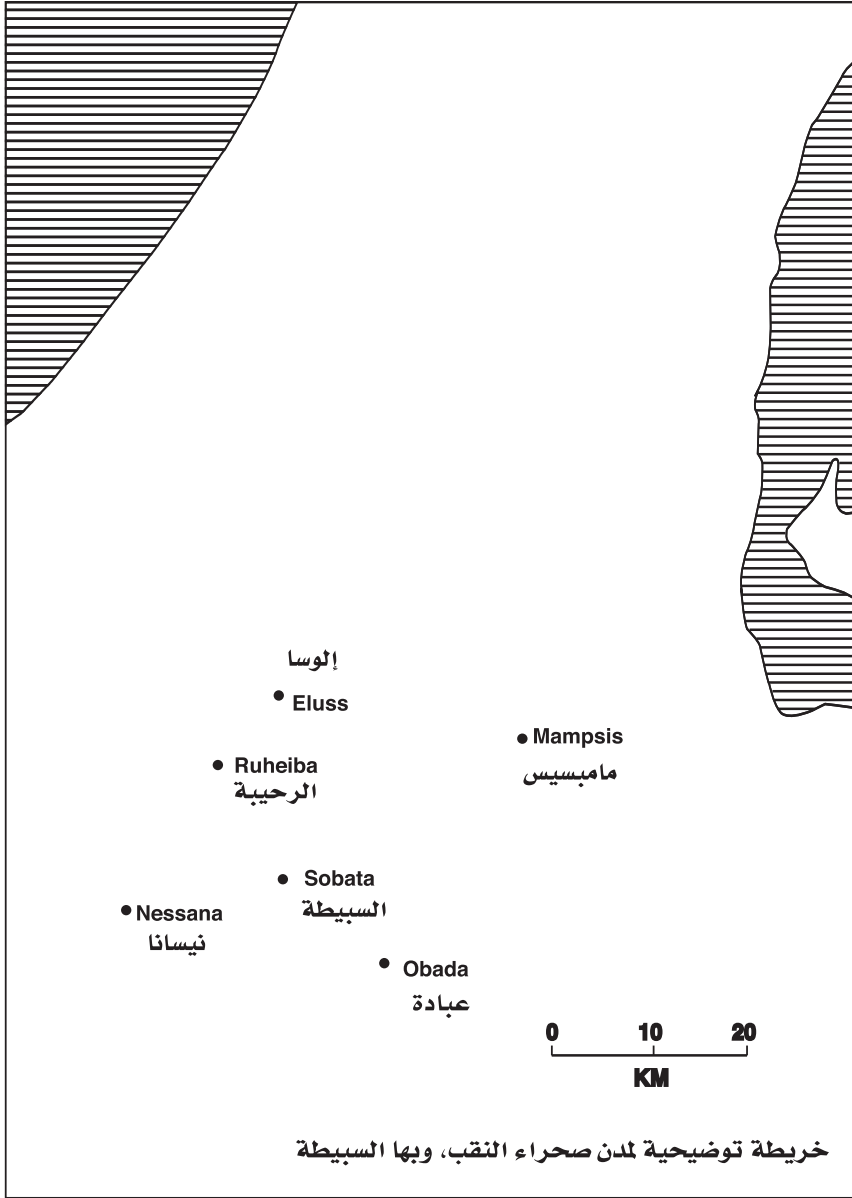 إلوسا
Eluss
Mampsis
مامبسيس
Ruheiba
الرحيبة
Sobata
السبيطة
Nessana
نيسانا
Obada
عبادة
0 10 20
KM
خريطة توضيحية لمدن صحراء النقب، وبها السبيطة